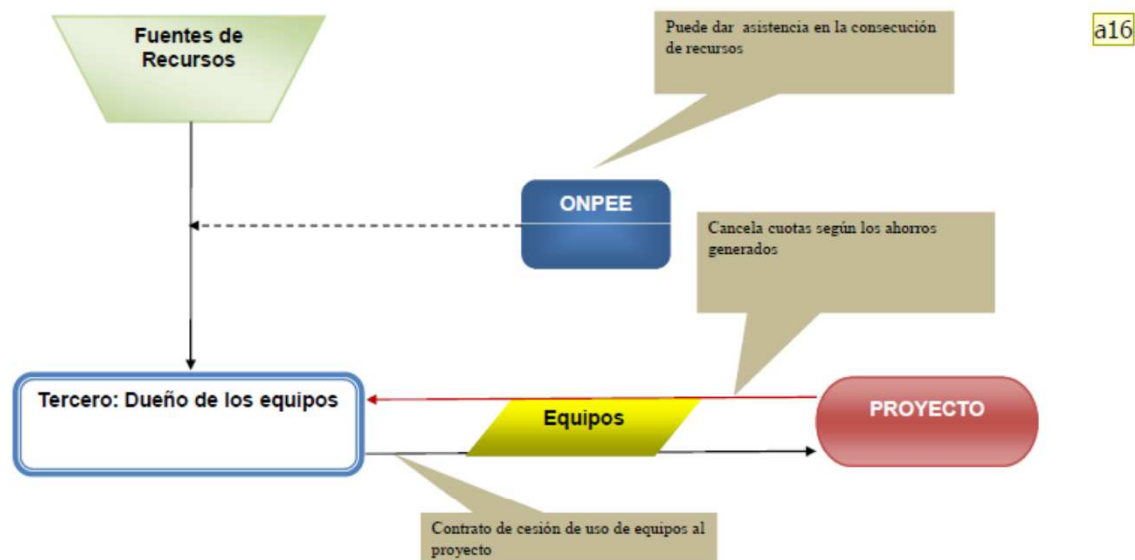 Fuentes de
Recursos
Puede dar asistencia en la consecución
de recursos
a16
ONPEE
Cancela cuotas según los ahorros
generados
Tercero: Dueño de los equipos
Equipos
PROYECTO
Contrato de cesión de uso de equipos al
proyecto